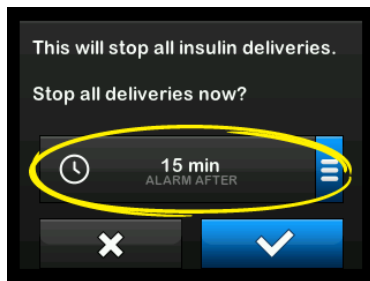 This will stop all insulin deliveries.
Stop all deliveries now?
15 min
ALARM AFTER